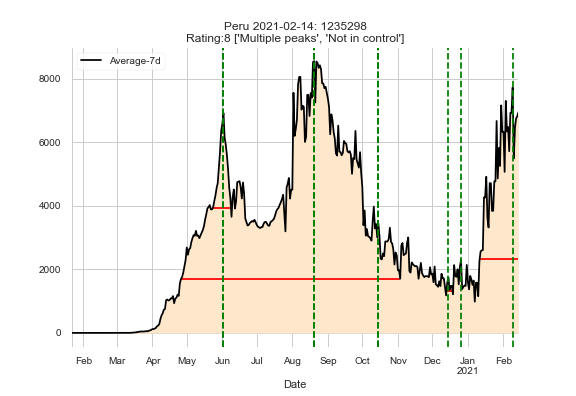 Peru 2021-02-14: 1235298
Rating:8 ['Multiple peaks', 'Not in control']
Average-7d
8000
6000
4000
2000
0
Feb Mar Apr May Jun Jul Aug Sep Oct Nov Dec Jan Feb
2021
Date